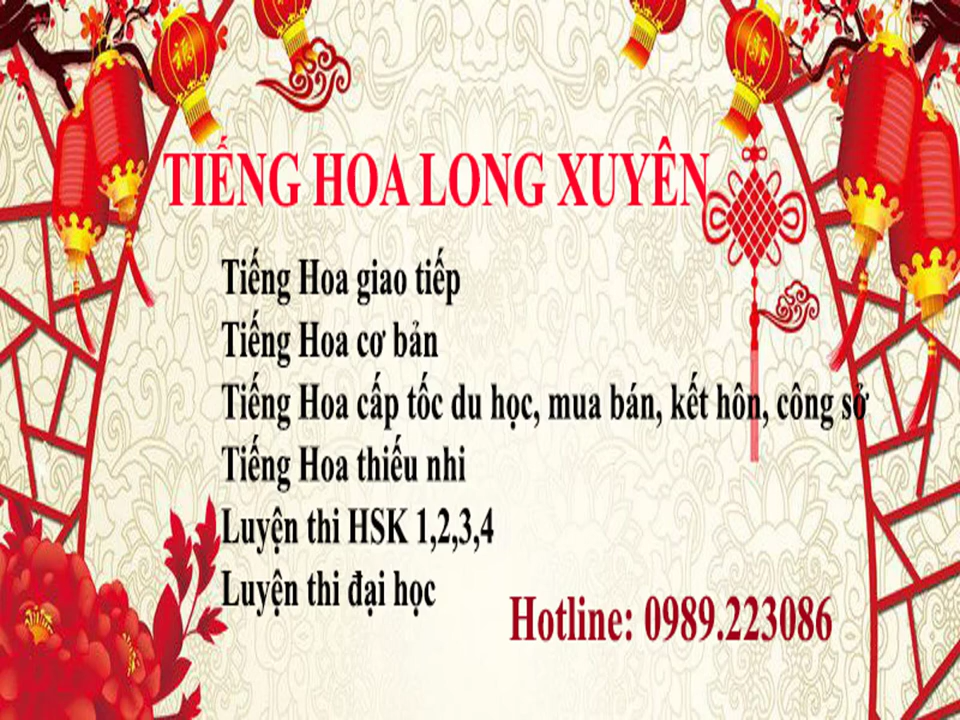 TIẾNG HOA LONG XUYÊN
Tiếng Hoa giao tiếp
Tiếng Hoa cơ bản
Tiếng Hoa cấp tốc du học, mua bán, kết hôn, công sở
Tiếng Hoa thiếu nhi
Luyện thi HSK 1,2,3,4
Luyện thi đại học
Hotline: 0989.223086